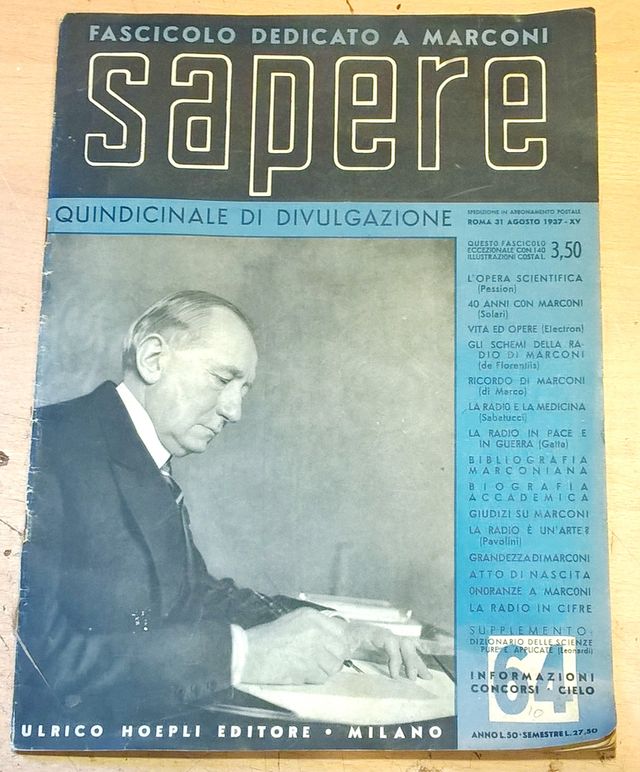 FASCICOLO DEDICATO A MARCONI
sapere
QUINDICINALE DI DIVULGAZIONE
SPEDIZIONE IN ABBONAMENTO POSTALE
ROMA 31 AGOSTO 1937 - XV
QUESTO FASCICOLO
ECCEZIONALE CON 140
ILLUSTRAZIONI COSTA L. 3,50
L'OPERA SCIENTIFICA
(Pession)
40 ANNI CON MARCONI
(Solari)
VITA ED OPERE (Electron)
GLI SCHEMI DELLA RA-
DIO DI MARCONI
(de Florentiis)
RICORDO DI MARCONI
(di Marco)
LA RADIO E LA MEDICINA
(Sabatucci)
LA RADIO IN PACE E
IN GUERRA (Gatta)
BIBLIOGRAFIA
MARCONIANA
BIOGRAFIA
ACCADEMICA
GIUDIZI SU MARCONI
LA RADIO È UN'ARTE?
(Pavolini)
GRANDEZZA DI MARCONI
ATTO DI NASCITA
ONORANZE A MARCONI
LA RADIO IN CIFRE
SUPPLEMENTO:
DIZIONARIO DELLE SCIENZE
PURE E APPLICATE (Leonardi)
64
INFORMAZIONI
CONCORSI - CIELO
10
ANNO L. 50 - SEMESTRE L. 27,50
ULRICO HOEPLI EDITORE • MILANO